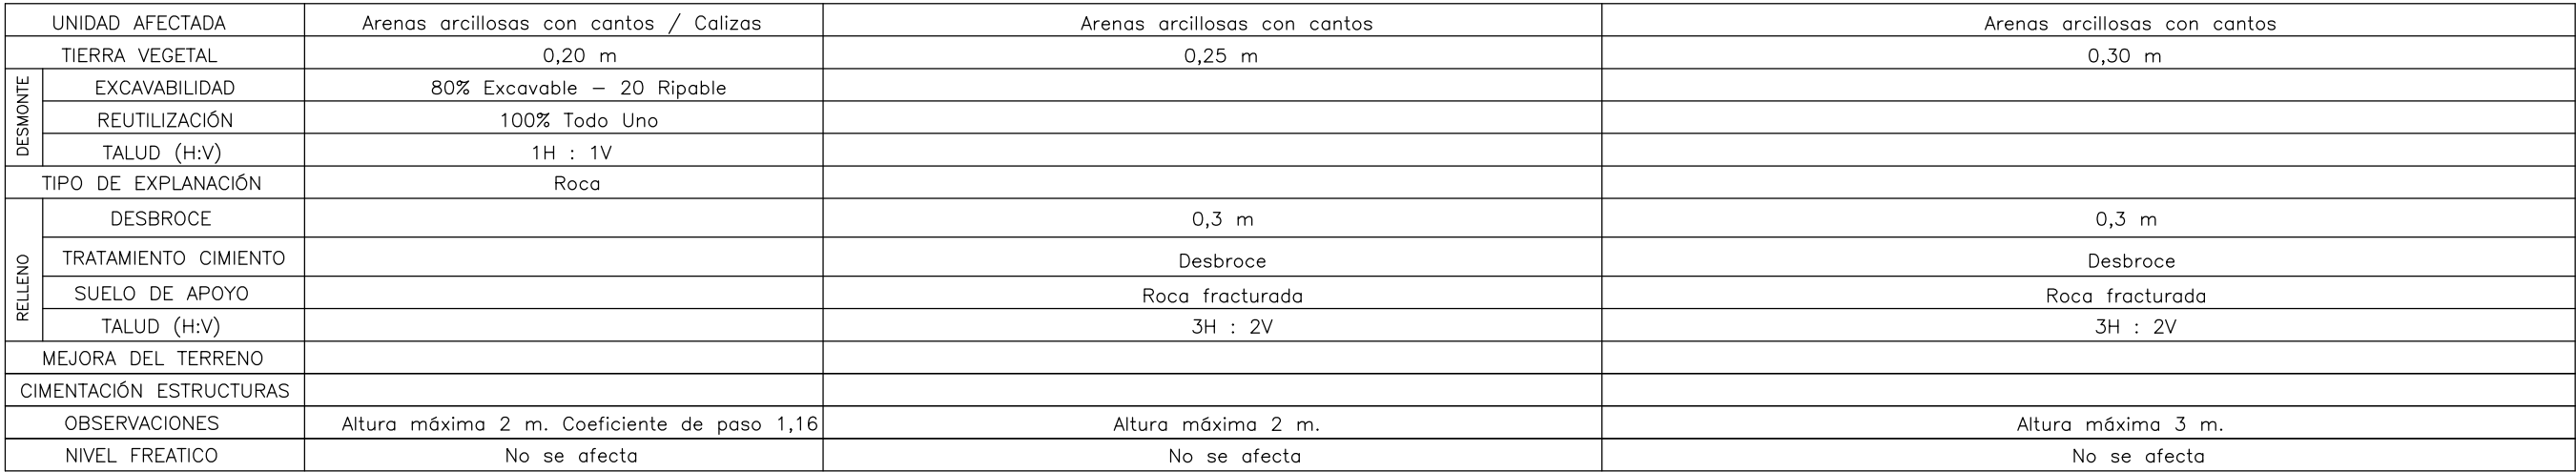 UNIDAD AFECTADA Arenas arcillosas con cantos / Calizas Arenas arcillosas con cantos Arenas arcillosas con cantos
TIERRA VEGETAL 0,20 m 0,25 m 0,30 m
DESMONTE
EXCAVABILIDAD 80% Excavable - 20 Ripable
REUTILIZACIÓN 100% Todo Uno
TALUD (H:V) 1H : 1V
TIPO DE EXPLANACIÓN Roca
RELLENO
DESBROCE 0,3 m 0,3 m
TRATAMIENTO CIMIENTO Desbroce Desbroce
SUELO DE APOYO Roca fracturada Roca fracturada
TALUD (H:V) 3H : 2V 3H : 2V
MEJORA DEL TERRENO
CIMENTACIÓN ESTRUCTURAS
OBSERVACIONES Altura máxima 2 m. Coeficiente de paso 1,16 Altura máxima 2 m. Altura máxima 3 m.
NIVEL FREATICO No se afecta No se afecta No se afecta